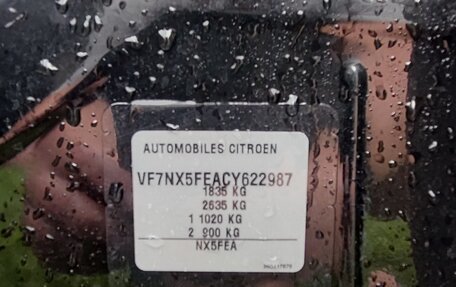 AUTOMOBILES CITROEN
VF7NX5FEACY622987
1835 KG
2635 KG
1 1020 KG
2 900 KG
NX5FEA